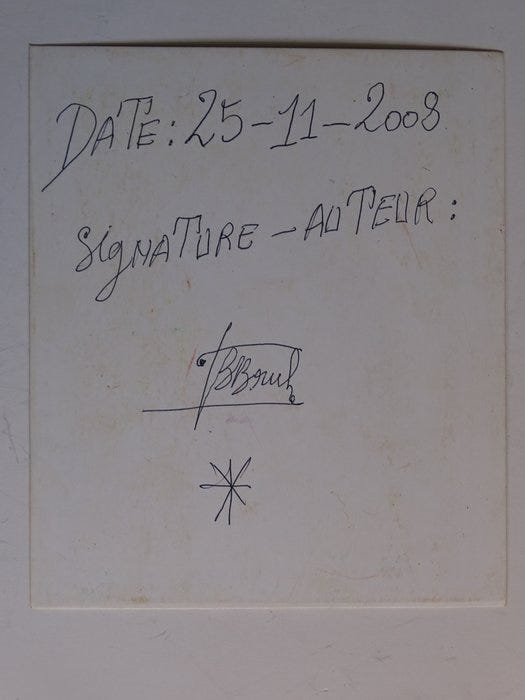 DATE: 25-11-2008
SIGNATURE - AUTEUR: